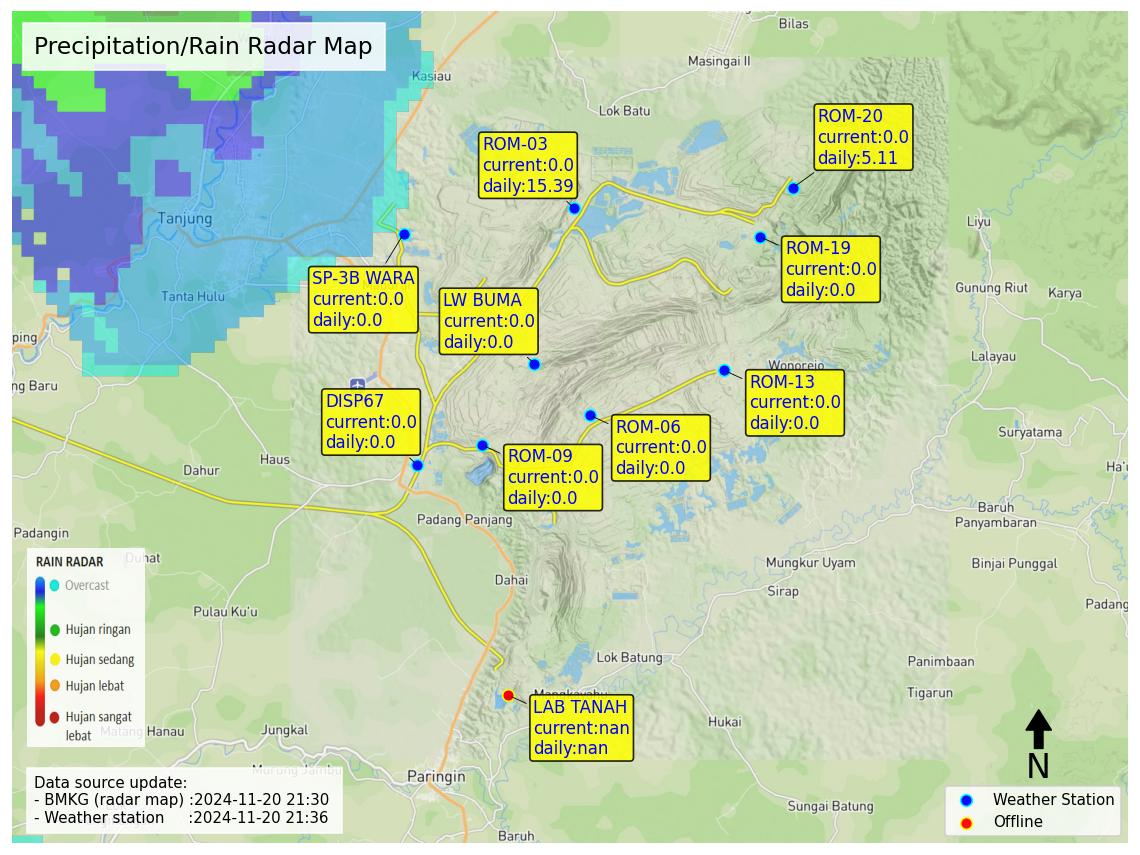 Precipitation/Rain Radar Map
Bilas
Masingai II
Kasiau
Lok Batu
ROM-20
current:0.0
daily:5.11
ROM-03
current:0.0
daily:15.39
Tanjung
Liyu
ROM-19
current:0.0
daily:0.0
SP-3B WARA
current:0.0
daily:0.0
LW BUMA
current:0.0
daily:0.0
Tanta Hulu
Gunung Riut
Karya
ping
Lalayau
Wonorejo
ng Baru
ROM-13
current:0.0
daily:0.0
DISP67
current:0.0
daily:0.0
ROM-06
current:0.0
daily:0.0
Suryatama
ROM-09
current:0.0
daily:0.0
Haus
Dahur
Ha'u
Baruh
Panyambaran
Padang Panjang
Padangin
Duhat
Mungkur Uyam
Binjai Punggal
RAIN RADAR
Overcast
Hujan ringan
Hujan sedang
Hujan lebat
Hujan sangat
lebat
Dahai
Sirap
Padang
Pulau Ku'u
Lok Batung
Panimbaan
Tigarun
Mangkayahu
LAB TANAH
current:nan
daily:nan
Hukai
Matang Hanau
Jungkal
Murung Jambu
Paringin
N
Data source update:
- BMKG (radar map) :2024-11-20 21:30
- Weather station :2024-11-20 21:36
Sungai Batung
Weather Station
Offline
Baruh